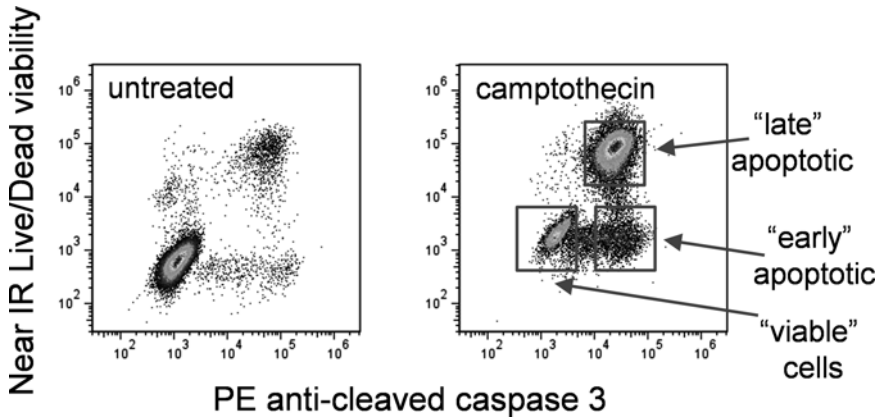 Near IR Live/Dead viability
untreated
10⁶
10⁵
10⁴
10³
10²
10² 10³ 10⁴ 10⁵ 10⁶
camptothecin
10⁶
10⁵
10⁴
10³
10²
10² 10³ 10⁴ 10⁵ 10⁶
“late”
apoptotic
“early”
apoptotic
“viable”
cells
PE anti-cleaved caspase 3